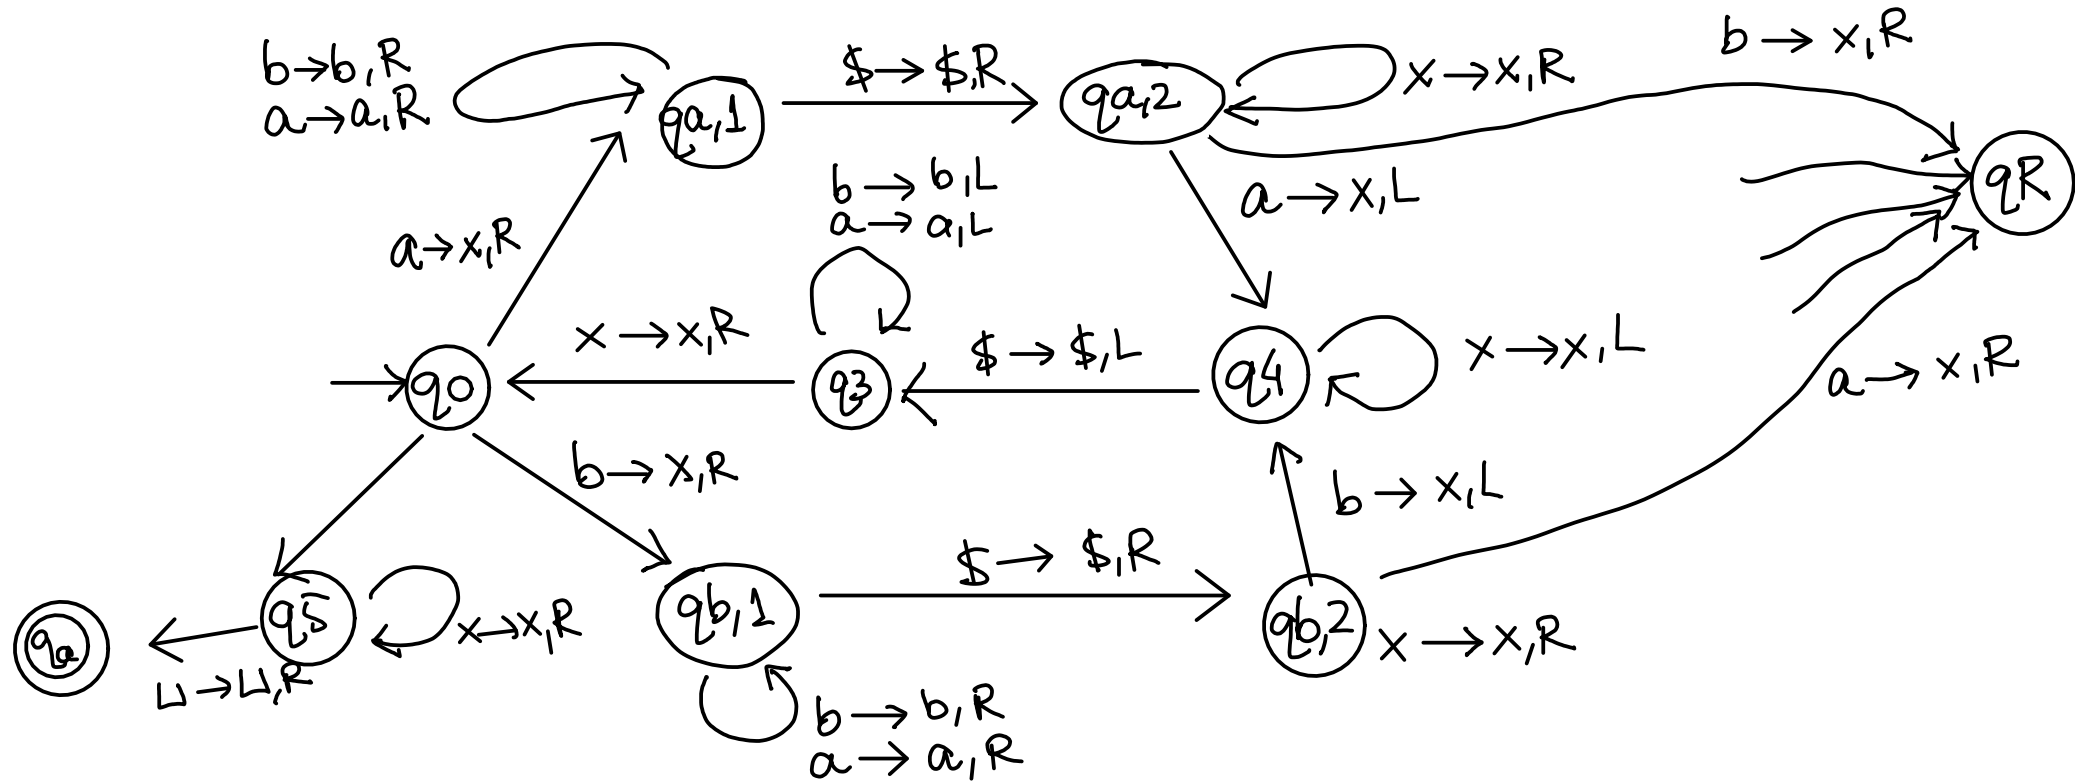 b→x,R
b→b,R
a→a,R
$→$,R
x→x,R
qa,1
qa,2
qR
b→b,L
a→a,L
a→x,L
a→x,R
x→x,R
$→$,L
x→x,L
q0
q3
q4
a→x,R
b→x,R
b→x,L
$→$,R
q5
x→x,R
qb,1
qb,2
x→x,R
qa
⊔→⊔,R
b→b,R
a→a,R